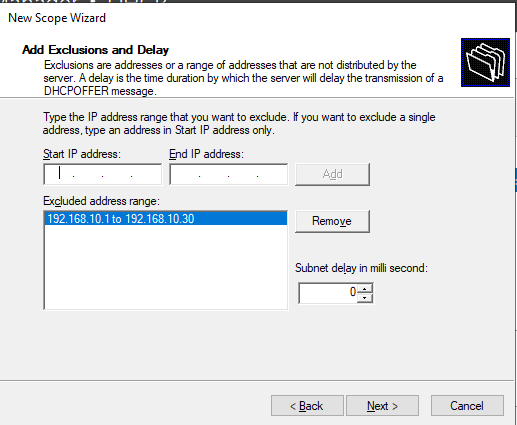 New Scope Wizard
Add Exclusions and Delay
Exclusions are addresses or a range of addresses that are not distributed by the
server. A delay is the time duration by which the server will delay the transmission of a
DHCPOFFER message.
Type the IP address range that you want to exclude. If you want to exclude a single
address, type an address in Start IP address only.
Start IP address:
End IP address:
. . .
. . .
Add
Excluded address range:
192.168.10.1 to 192.168.10.30
Remove
Subnet delay in milli second:
0
< Back
Next >
Cancel